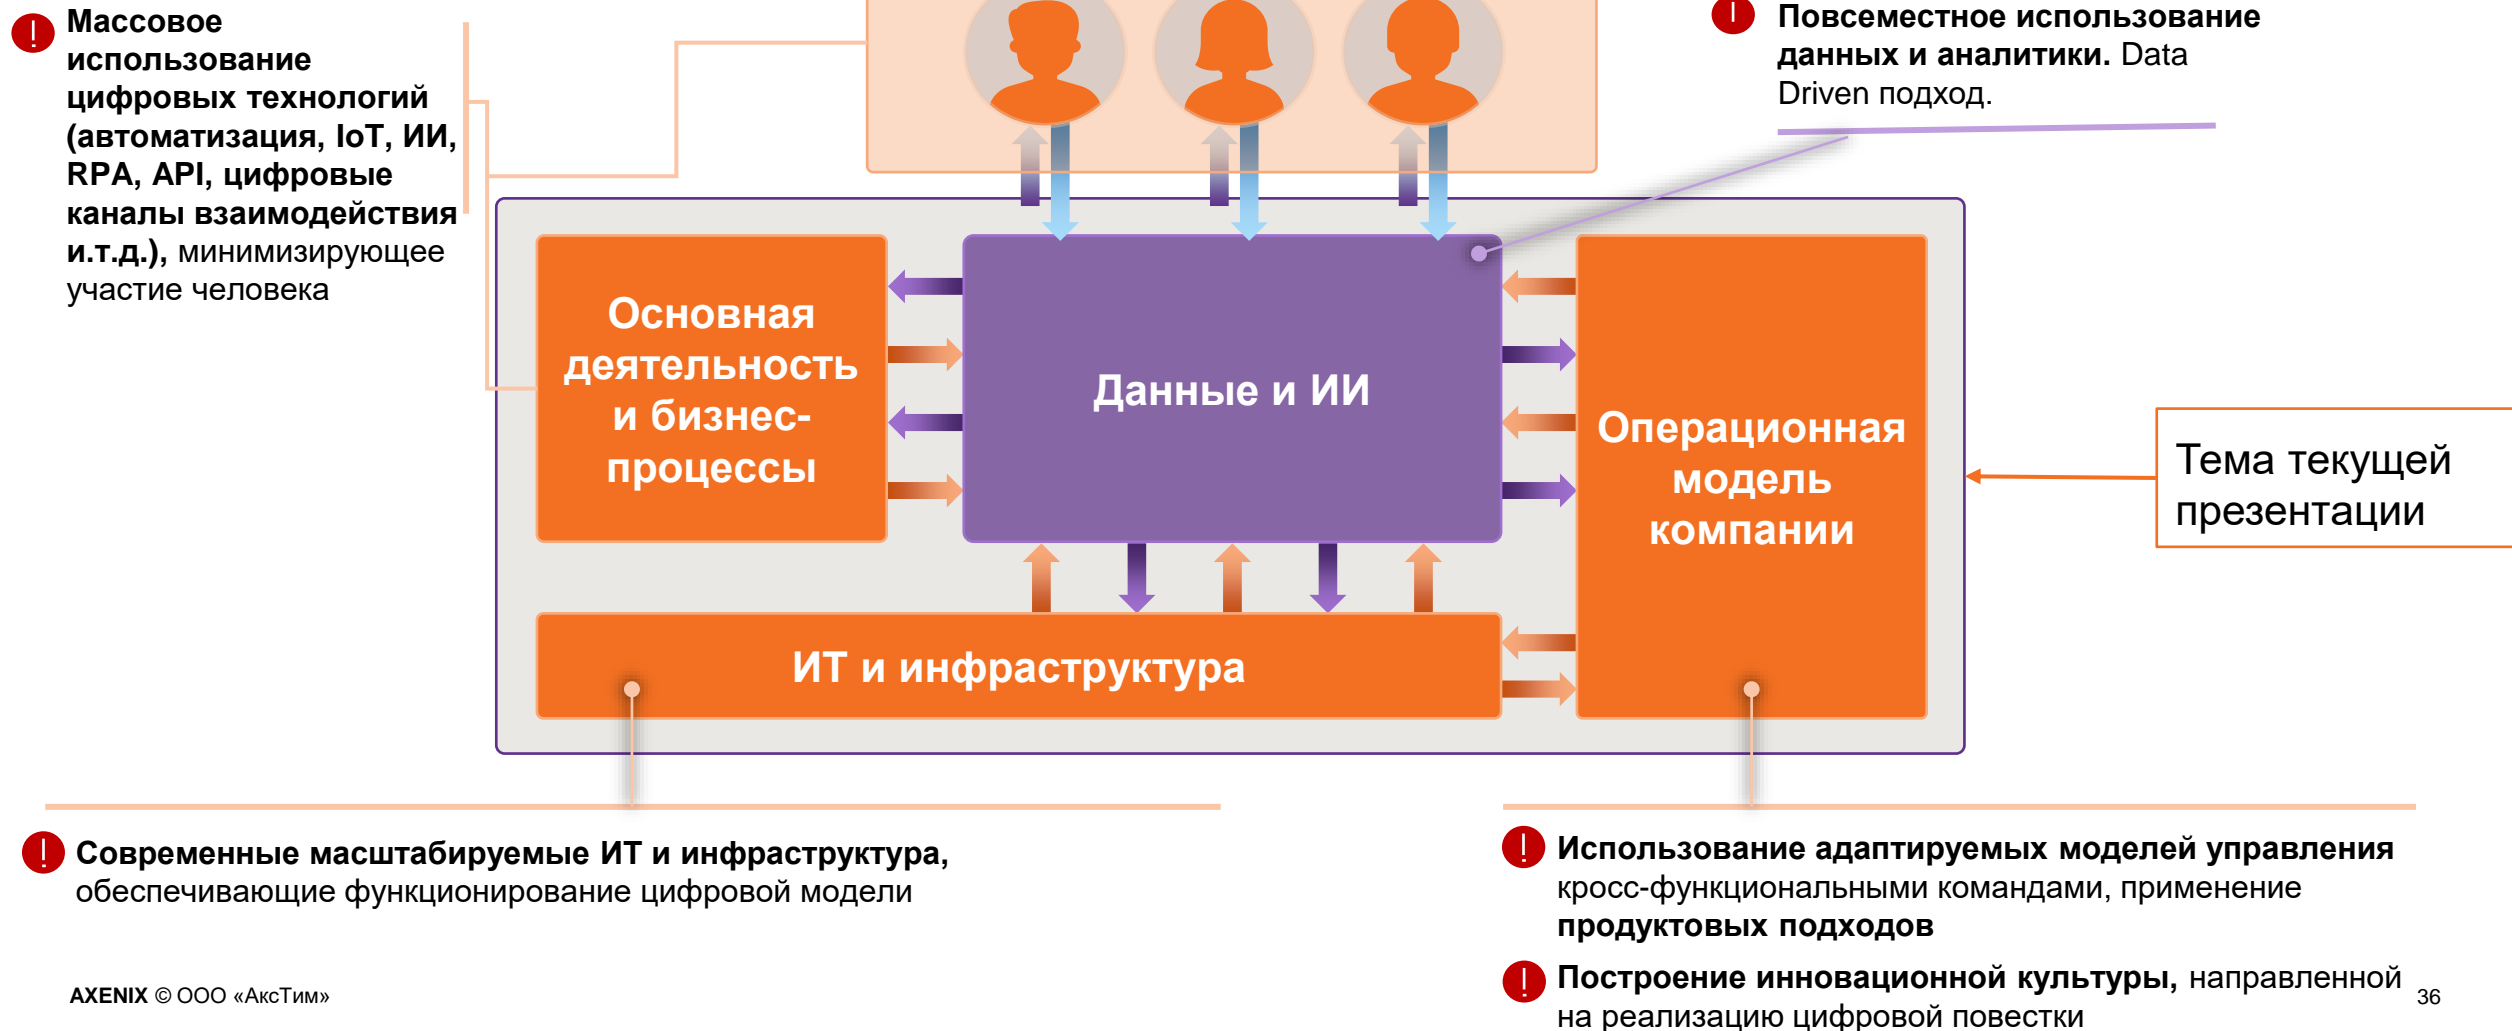 Массовое
использование
цифровых технологий
(автоматизация, IoT, ИИ,
RPA, API, цифровые
каналы взаимодействия
и.т.д.), минимизирующее
участие человека
Повсеместное использование
данных и аналитики. Data
Driven подход.
Основная
деятельность
и бизнес-
процессы
Данные и ИИ
Операционная
модель
компании
Тема текущей
презентации
ИТ и инфраструктура
Современные масштабируемые ИТ и инфраструктура,
обеспечивающие функционирование цифровой модели
Использование адаптируемых моделей управления
кросс-функциональными командами, применение
продуктовых подходов
Построение инновационной культуры, направленной
на реализацию цифровой повестки
AXENIX © ООО «АксТим»
36